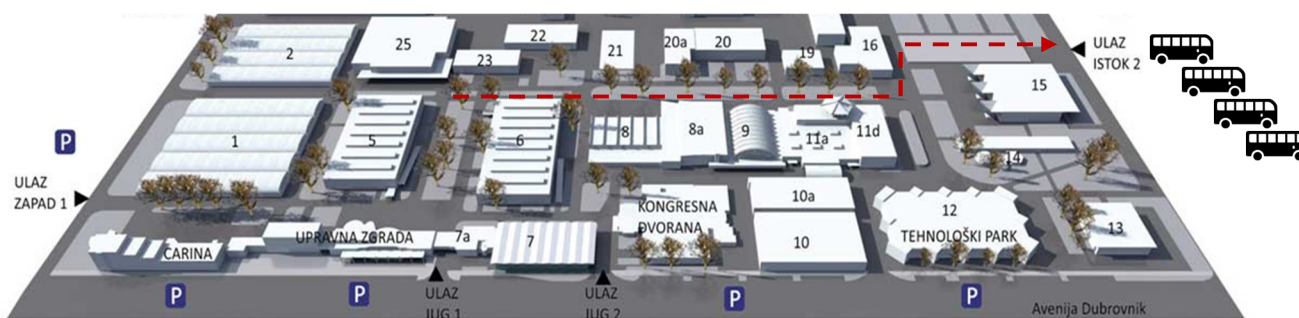 22
25
2
23
21
20a
20
19
16
ULAZ
ISTOK 2
15
P
1
5
6
8
8a
9
11a
11d
14
ULAZ
ZAPAD 1
10a
KONGRESNA
DVORANA
12
TEHNOLOŠKI PARK
13
CARINA
UPRAVNA ZGRADA
7a
7
10
P
P
ULAZ
JUG 1
ULAZ
JUG 2
P
P
Avenija Dubrovnik